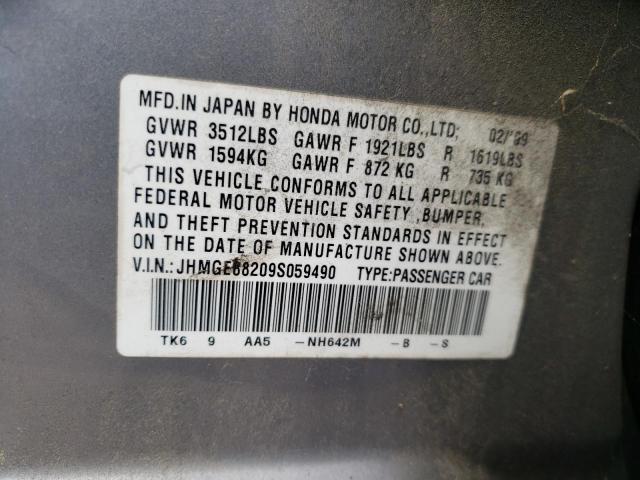 MFD.IN JAPAN BY HONDA MOTOR CO.,LTD; 02/'09
GVWR 3512LBS GAWR F 1921LBS R 1619LBS
GVWR 1594KG GAWR F 872 KG R 735 KG
THIS VEHICLE CONFORMS TO ALL APPLICABLE
FEDERAL MOTOR VEHICLE SAFETY ,BUMPER,
AND THEFT PREVENTION STANDARDS IN EFFECT
ON THE DATE OF MANUFACTURE SHOWN ABOVE.
V.I.N.: JHMGE68209S059490 TYPE:PASSENGER CAR
TK6 9 AA5 -NH642M -B -S